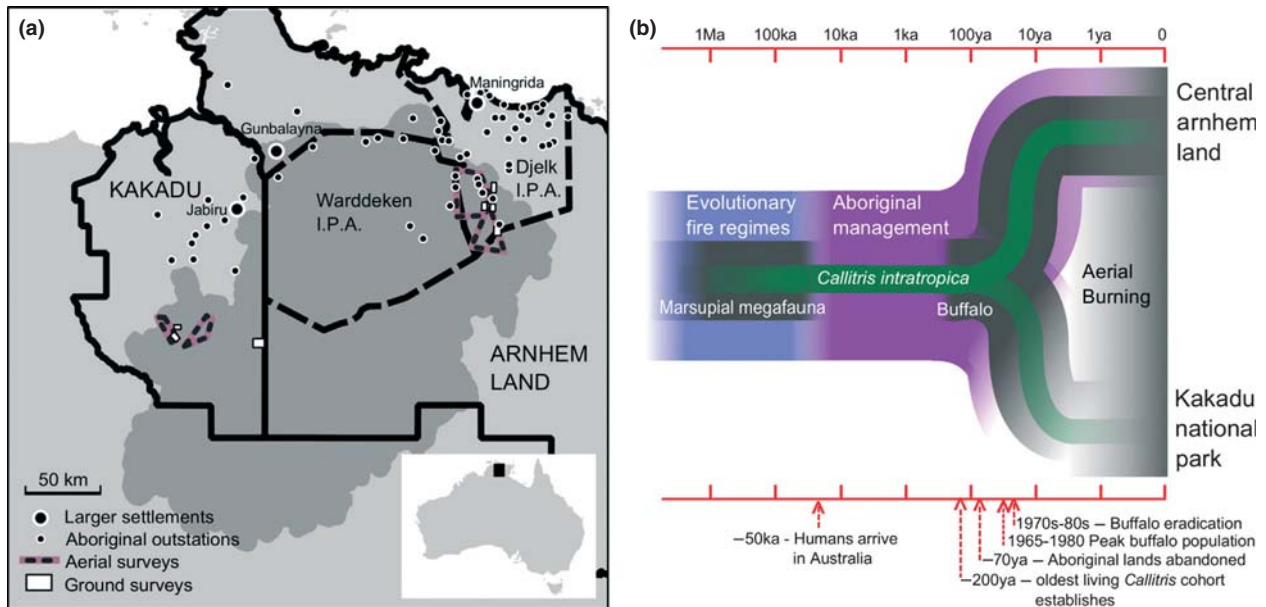 (a)
Maningrida
Gunbalayna
KAKADU
Jabiru
Warddeken
I.P.A.
Djelk
I.P.A.
ARNHEM
LAND
50 km
Larger settlements
Aboriginal outstations
Aerial surveys
Ground surveys
(b)
1Ma 100ka 10ka 1ka 100ya 10ya 1ya 0
Central
arnhem
land
Evolutionary
fire regimes
Aboriginal
management
Callitris intratropica
Marsupial megafauna
Buffalo
Aerial
Burning
Kakadu
national
park
~50ka - Humans arrive
in Australia
1970s-80s – Buffalo eradication
1965-1980 Peak buffalo population
~70ya – Aboriginal lands abandoned
~200ya – oldest living Callitris cohort
establishes